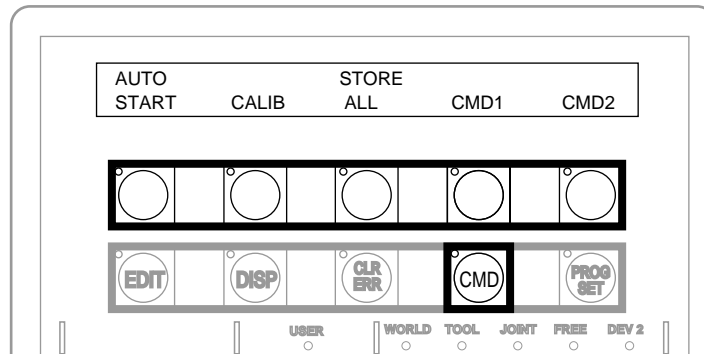 AUTO STORE
START CALIB ALL CMD1 CMD2
EDIT DISP CLR ERR CMD PROG SET
USER WORLD TOOL JOINT FREE DEV 2